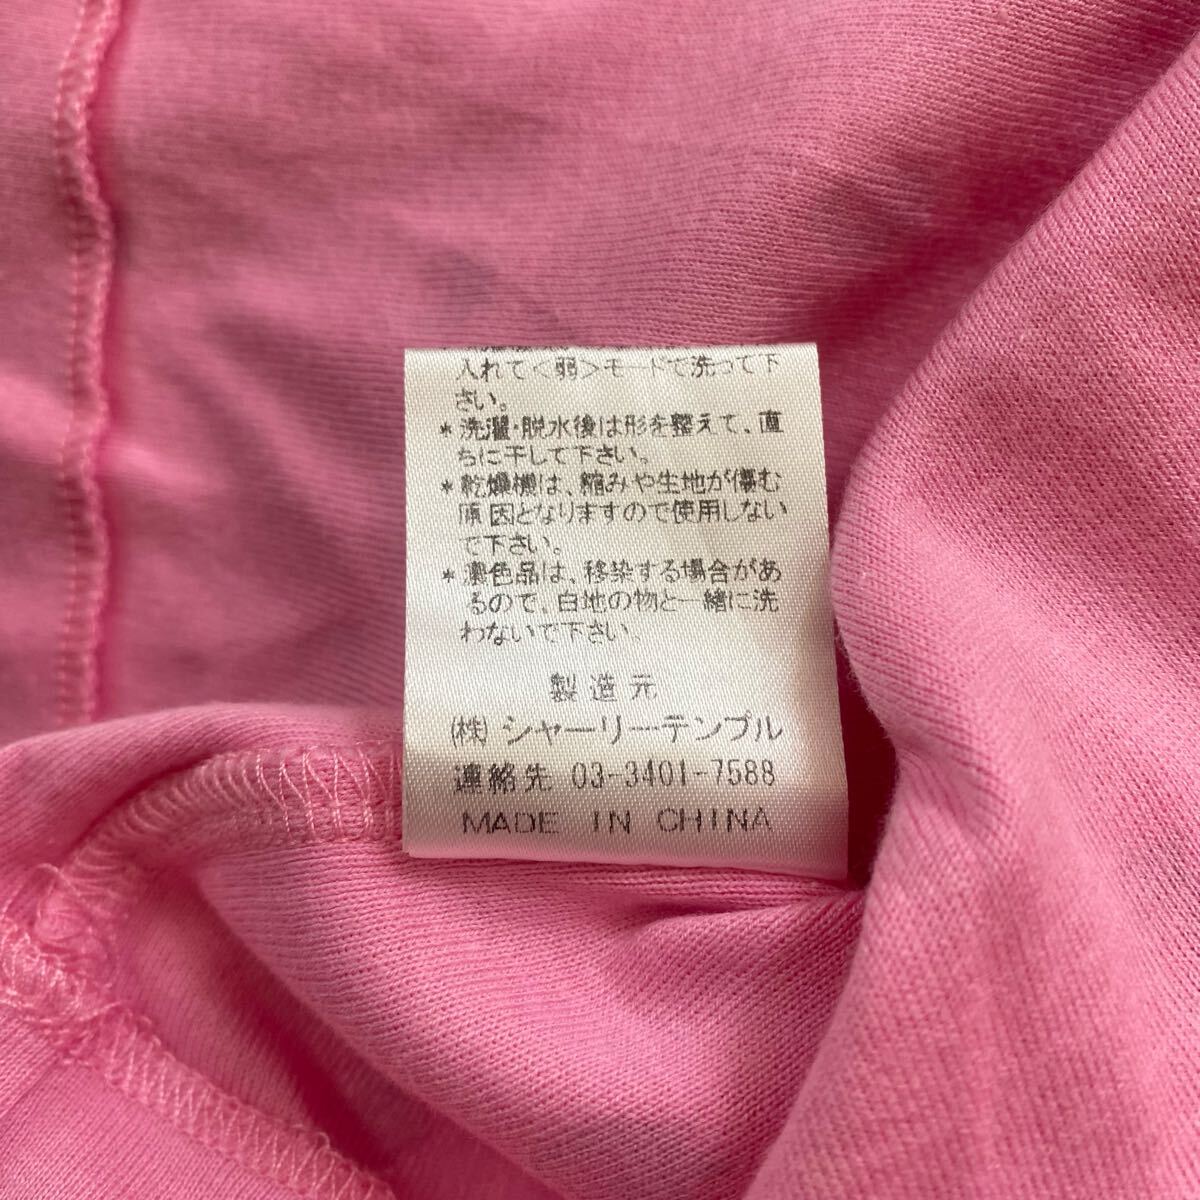 入れて＜弱＞モードで洗って下
さい。
*洗濯・脱水後は形を整えて、直
ちに干して下さい。
*乾燥機は、縮みや生地が傷む
原因となりますので使用しない
で下さい。
*濃色品は、移染する場合があ
るので、白地の物と一緒に洗
わないで下さい。
製造元
(株)シャーリーテンプル
連絡先 03-3401-7588
MADE IN CHINA